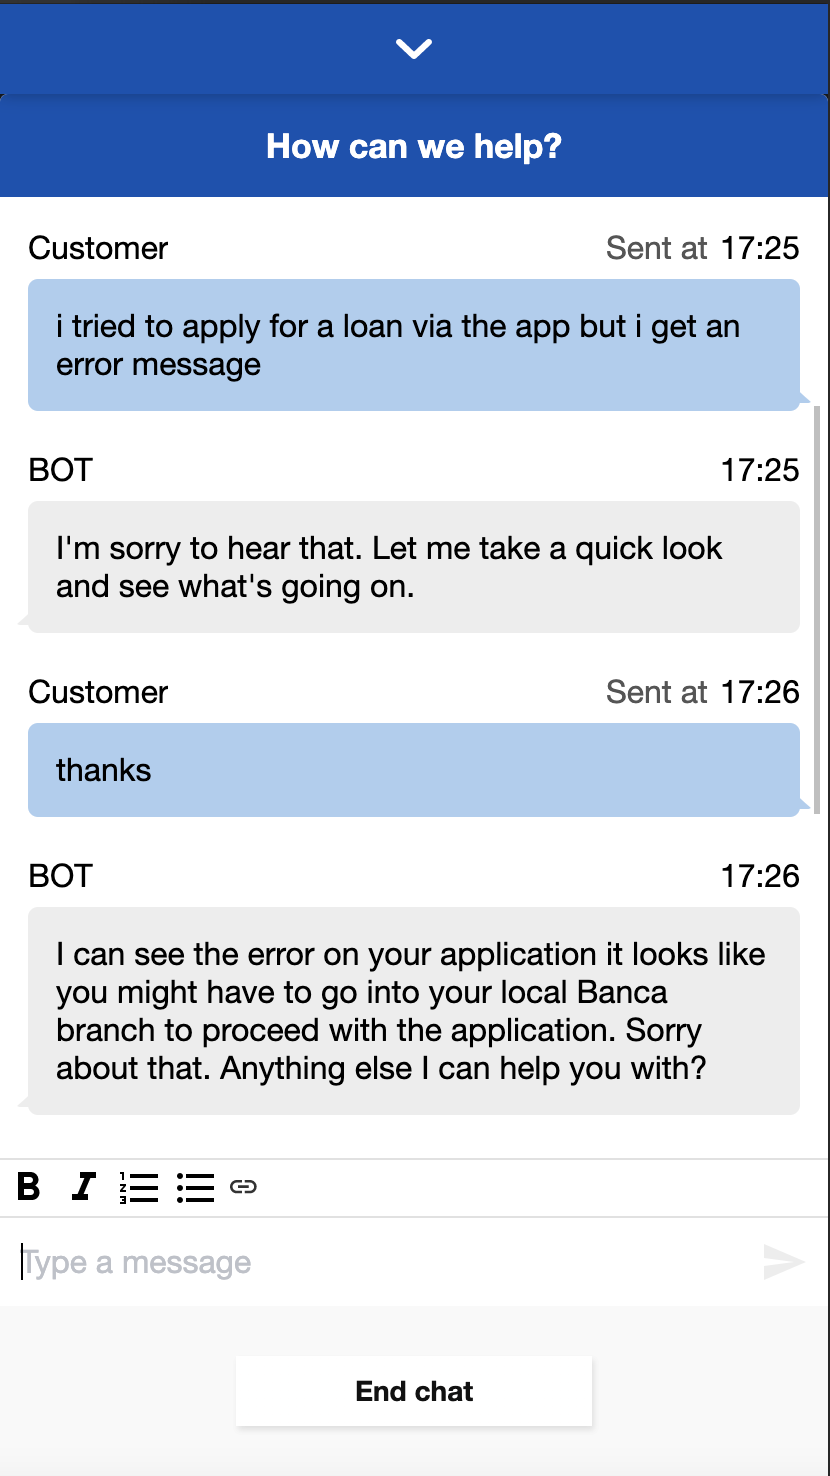 How can we help?
Customer Sent at 17:25
i tried to apply for a loan via the app but i get an
error message
BOT 17:25
I'm sorry to hear that. Let me take a quick look
and see what's going on.
Customer Sent at 17:26
thanks
BOT 17:26
I can see the error on your application it looks like
you might have to go into your local Banca
branch to proceed with the application. Sorry
about that. Anything else I can help you with?
B I
Type a message
End chat